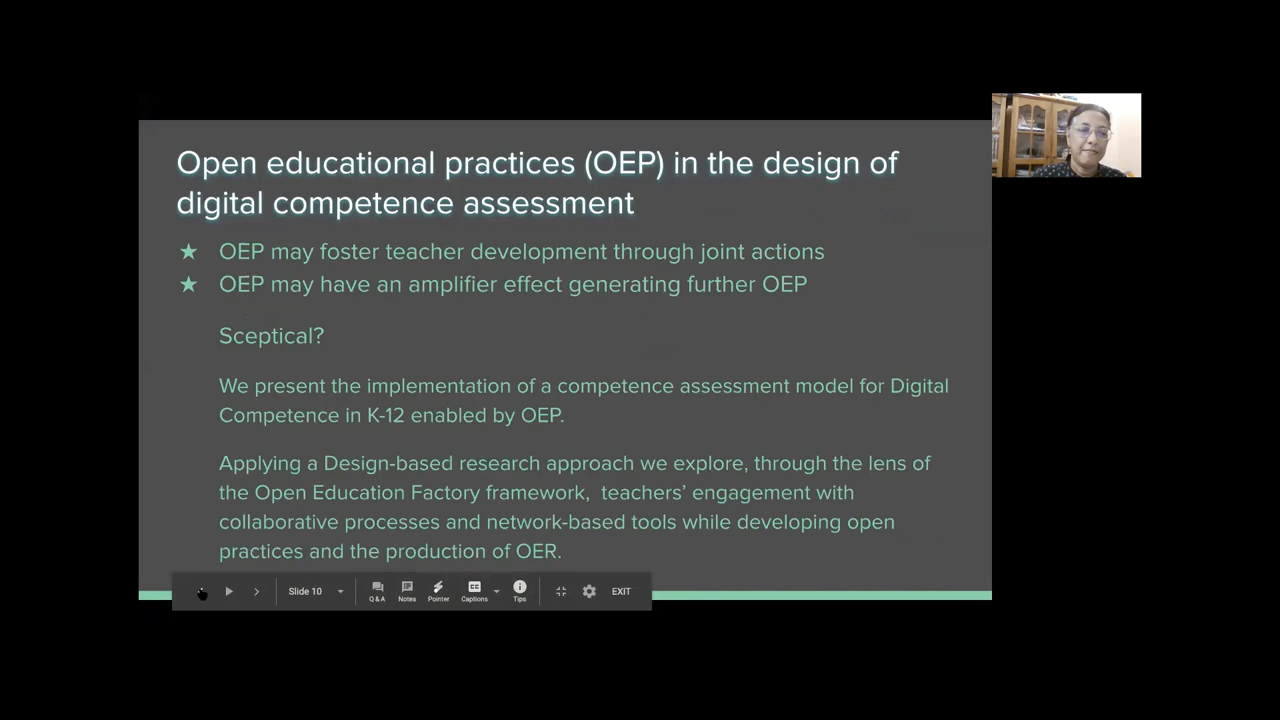 Open educational practices (OEP) in the design of
digital competence assessment
★ OEP may foster teacher development through joint actions
★ OEP may have an amplifier effect generating further OEP
Sceptical?
We present the implementation of a competence assessment model for Digital
Competence in K-12 enabled by OEP.
Applying a Design-based research approach we explore, through the lens of
the Open Education Factory framework,  teachers' engagement with
collaborative processes and network-based tools while developing open
practices and the production of OER.
Slide 10
Q & A
Notes
Pointer
CC
Captions
Tips
EXIT